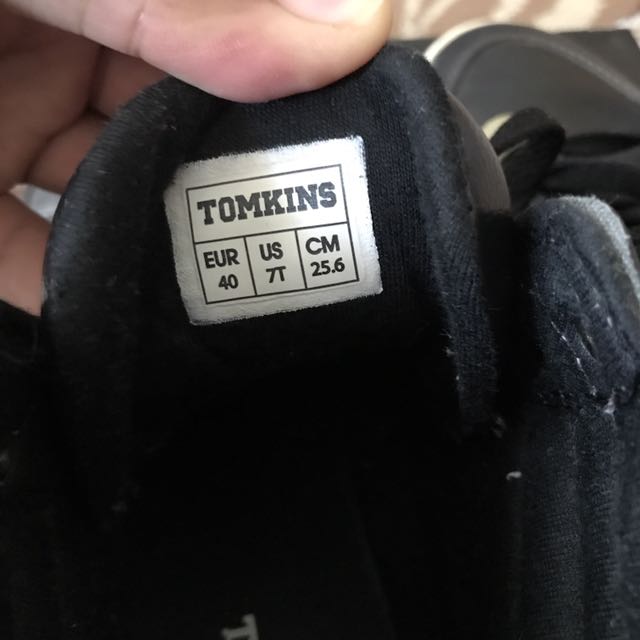 TOMKINS
EUR US CM
40 7T 25.6
T